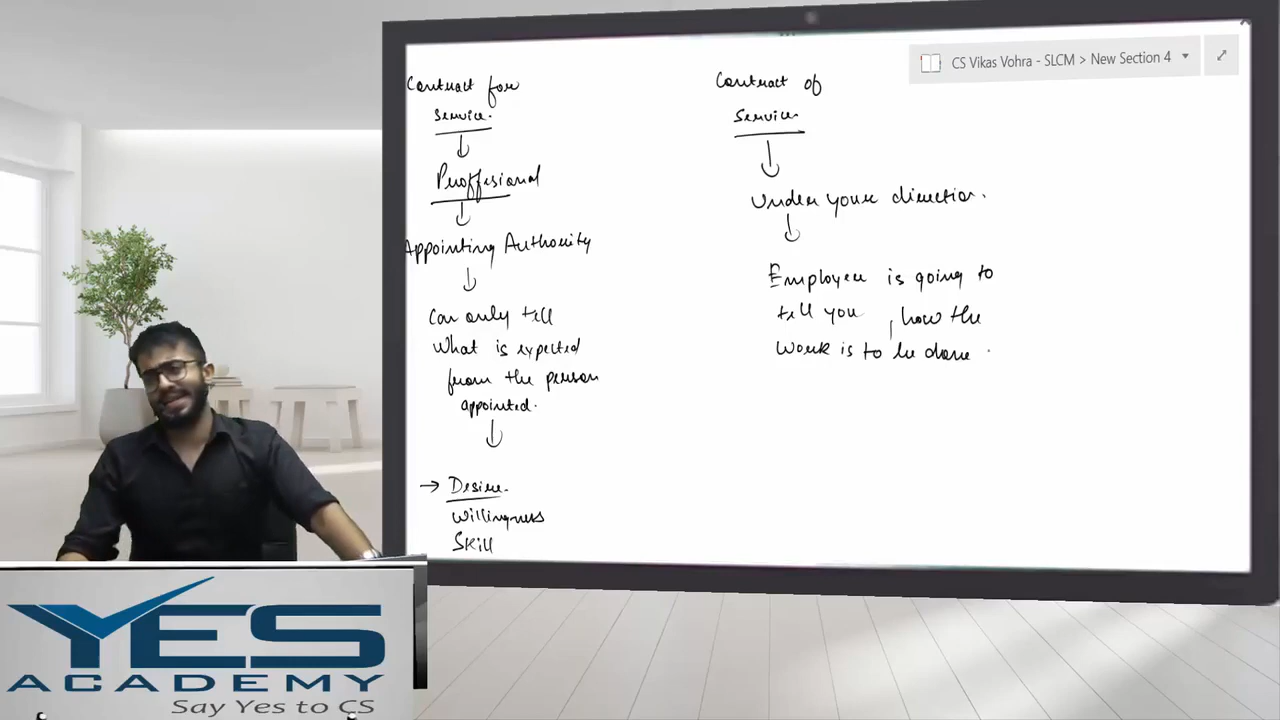 CS Vikas Vohra - SLCM > New Section 4
Contract for
service.
Proffesional
Appointing Authority
Can only tell
What is expected
from the person
appointed.
→ Desire.
Willingness
Skill
Contract of
Service
Under your direction.
Employee is going to
tell you, how the
work is to be done.
YES
ACADEMY
Say Yes to CS